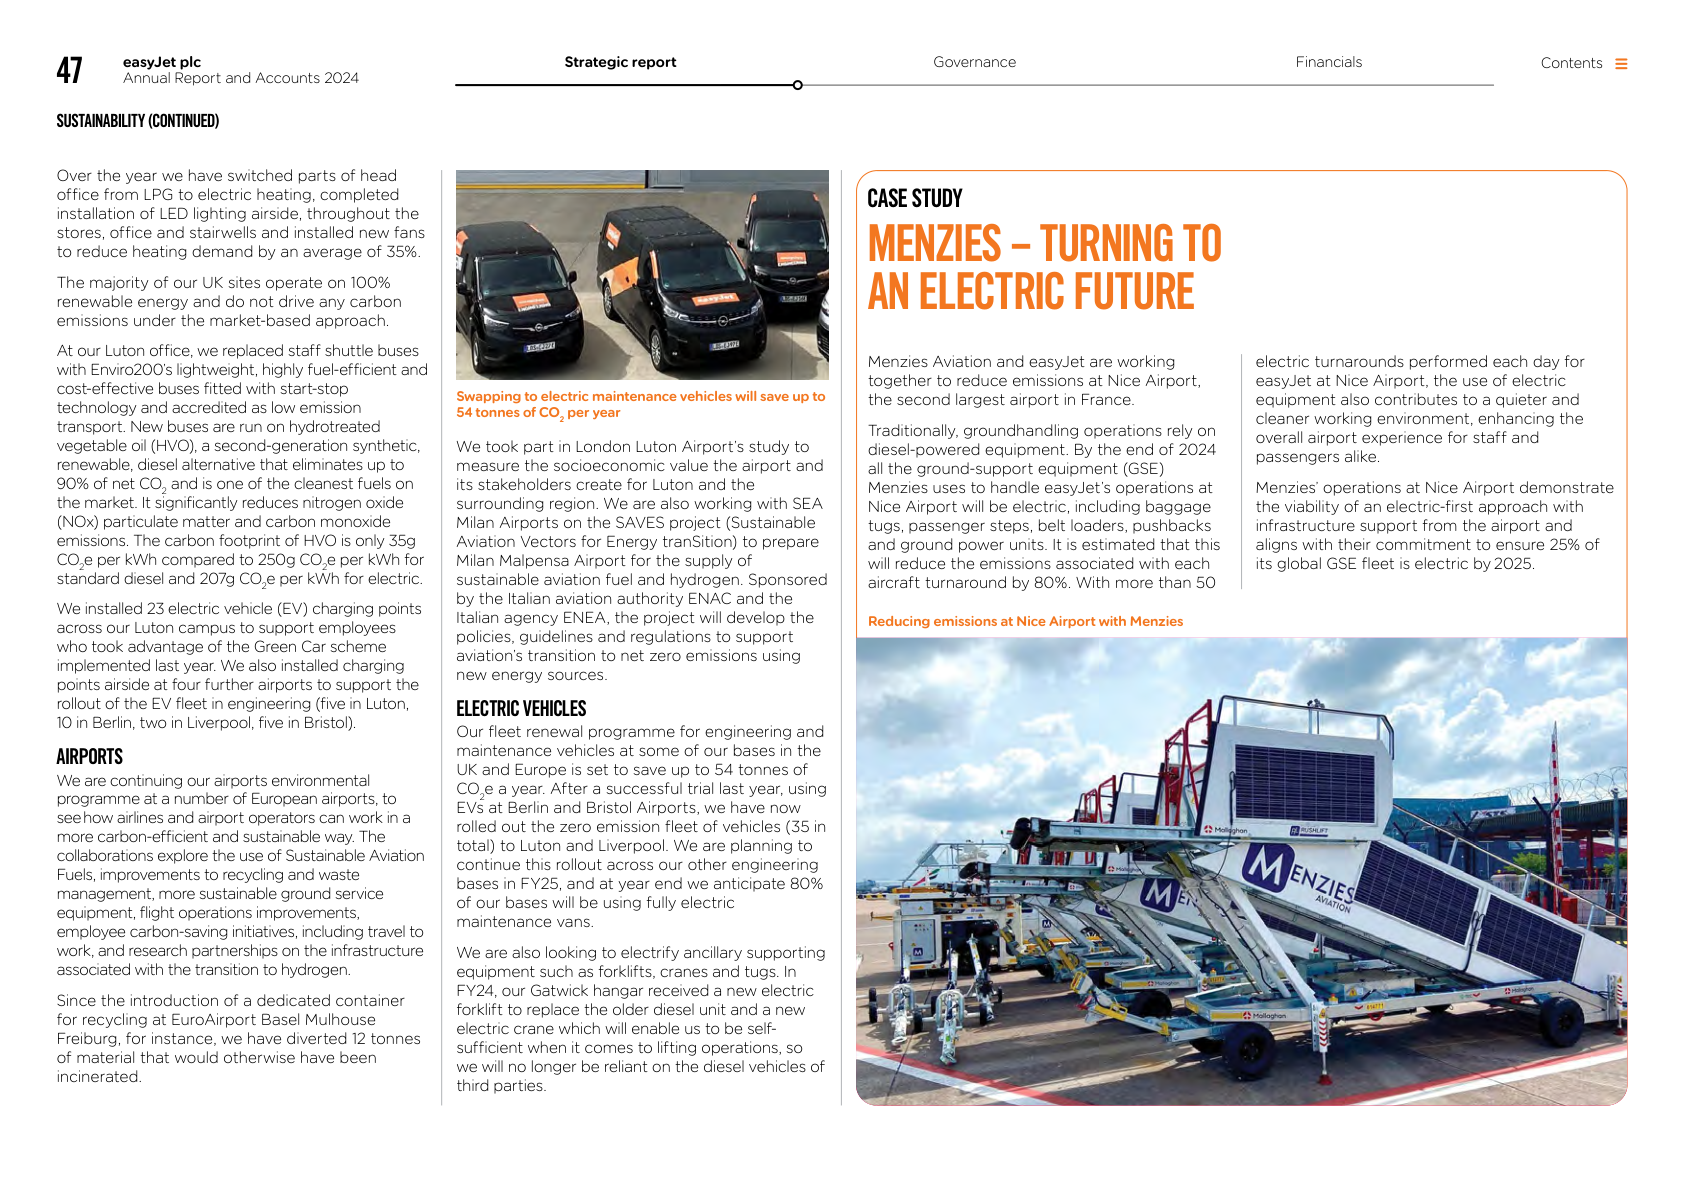 47
easyJet plc
Annual Report and Accounts 2024
Strategic report
Governance
Financials
Contents
SUSTAINABILITY (CONTINUED)
Over the year we have switched parts of head
office from LPG to electric heating, completed
installation of LED lighting airside, throughout the
stores, office and stairwells and installed new fans
to reduce heating demand by an average of 35%.
The majority of our UK sites operate on 100%
renewable energy and do not drive any carbon
emissions under the market-based approach.
At our Luton office, we replaced staff shuttle buses
with Enviro200's lightweight, highly fuel-efficient and
cost-effective buses fitted with start-stop
technology and accredited as low emission
transport. New buses are run on hydrotreated
vegetable oil (HVO), a second-generation synthetic,
renewable, diesel alternative that eliminates up to
90% of net CO2 and is one of the cleanest fuels on
the market. It significantly reduces nitrogen oxide
(NOx) particulate matter and carbon monoxide
emissions. The carbon footprint of HVO is only 35g
CO2e per kWh compared to 250g CO2e per kWh for
standard diesel and 207g CO2e per kWh for electric.
We installed 23 electric vehicle (EV) charging points
across our Luton campus to support employees
who took advantage of the Green Car scheme
implemented last year. We also installed charging
points airside at four further airports to support the
rollout of the EV fleet in engineering (five in Luton,
10 in Berlin, two in Liverpool, five in Bristol).
AIRPORTS
We are continuing our airports environmental
programme at a number of European airports, to
see how airlines and airport operators can work in a
more carbon-efficient and sustainable way. The
collaborations explore the use of Sustainable Aviation
Fuels, improvements to recycling and waste
management, more sustainable ground service
equipment, flight operations improvements,
employee carbon-saving initiatives, including travel to
work, and research partnerships on the infrastructure
associated with the transition to hydrogen.
Since the introduction of a dedicated container
for recycling at EuroAirport Basel Mulhouse
Freiburg, for instance, we have diverted 12 tonnes
of material that would otherwise have been
incinerated.
easyJet
Swapping to electric maintenance vehicles will save up to
54 tonnes of CO2 per year
We took part in London Luton Airport's study to
measure the socioeconomic value the airport and
its stakeholders create for Luton and the
surrounding region. We are also working with SEA
Milan Airports on the SAVES project (Sustainable
Aviation Vectors for Energy tranSition) to prepare
Milan Malpensa Airport for the supply of
sustainable aviation fuel and hydrogen. Sponsored
by the Italian aviation authority ENAC and the
Italian agency ENEA, the project will develop the
policies, guidelines and regulations to support
aviation's transition to net zero emissions using
new energy sources.
ELECTRIC VEHICLES
Our fleet renewal programme for engineering and
maintenance vehicles at some of our bases in the
UK and Europe is set to save up to 54 tonnes of
CO2e a year. After a successful trial last year, using
EVs at Berlin and Bristol Airports, we have now
rolled out the zero emission fleet of vehicles (35 in
total) to Luton and Liverpool. We are planning to
continue this rollout across our other engineering
bases in FY25, and at year end we anticipate 80%
of our bases will be using fully electric
maintenance vans.
We are also looking to electrify ancillary supporting
equipment such as forklifts, cranes and tugs. In
FY24, our Gatwick hangar received a new electric
forklift to replace the older diesel unit and a new
electric crane which will enable us to be self-
sufficient when it comes to lifting operations, so
we will no longer be reliant on the diesel vehicles of
third parties.
CASE STUDY
MENZIES – TURNING TO
AN ELECTRIC FUTURE
Menzies Aviation and easyJet are working
together to reduce emissions at Nice Airport,
the second largest airport in France.
Traditionally, groundhandling operations rely on
diesel-powered equipment. By the end of 2024
all the ground-support equipment (GSE)
Menzies uses to handle easyJet's operations at
Nice Airport will be electric, including baggage
tugs, passenger steps, belt loaders, pushbacks
and ground power units. It is estimated that this
will reduce the emissions associated with each
aircraft turnaround by 80%. With more than 50
electric turnarounds performed each day for
easyJet at Nice Airport, the use of electric
equipment also contributes to a quieter and
cleaner working environment, enhancing the
overall airport experience for staff and
passengers alike.
Menzies' operations at Nice Airport demonstrate
the viability of an electric-first approach with
infrastructure support from the airport and
aligns with their commitment to ensure 25% of
its global GSE fleet is electric by 2025.
Reducing emissions at Nice Airport with Menzies
Mallaghan
RUSHLIFT
MENZIES
AVIATION
Mallaghan
MEN
Mallaghan
Mallaghan